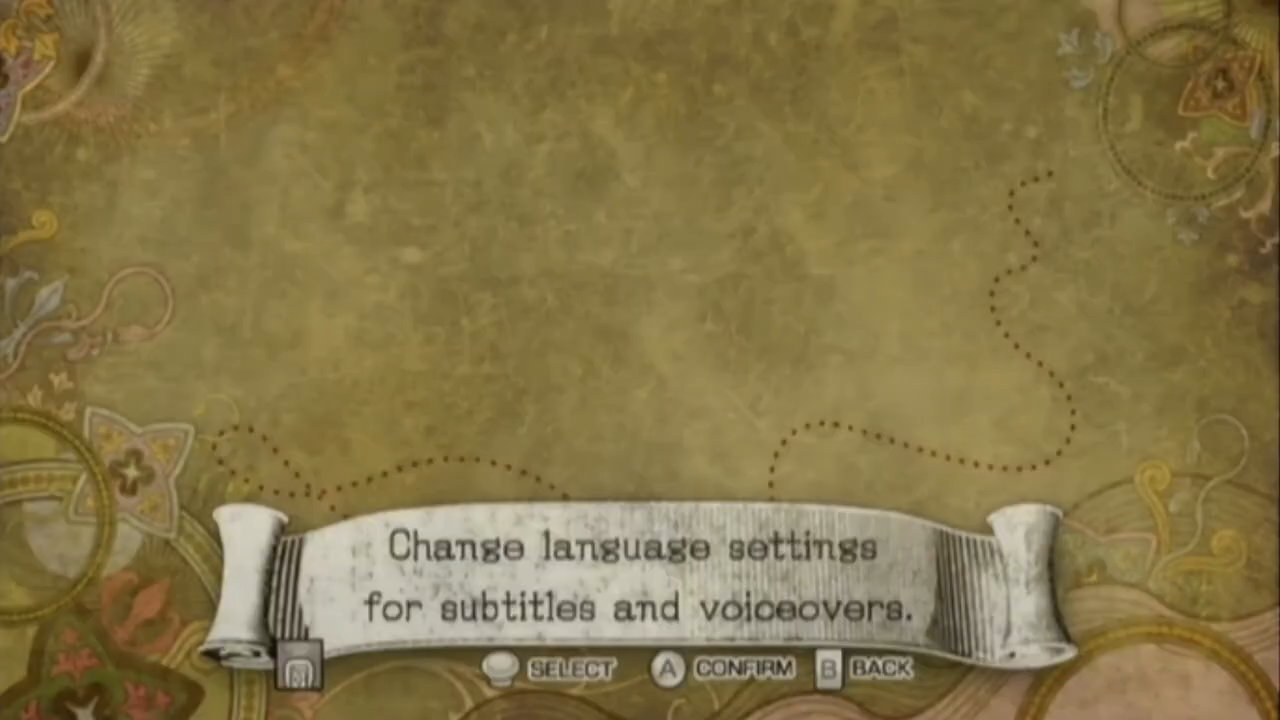 Change language settings
for subtitles and voiceovers.
SELECT A CONFIRM B BACK